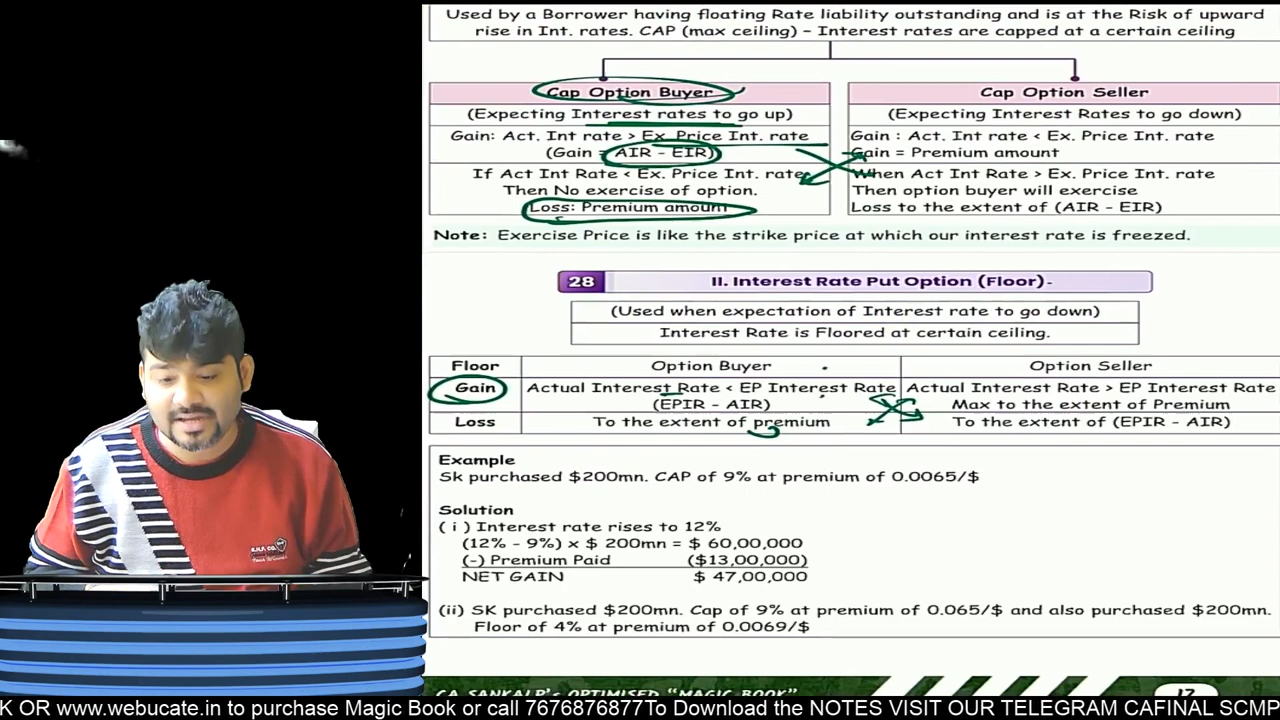 Used by a Borrower having floating Rate liability outstanding and is at the Risk of upward
rise in Int. rates. CAP (max ceiling) – Interest rates are capped at a certain ceiling
Cap Option Buyer
(Expecting Interest rates to go up)
Gain: Act. Int rate > Ex. Price Int. rate
(Gain = AIR - EIR)
If Act Int Rate < Ex. Price Int. rate
Then No exercise of option.
Loss: Premium amount
Cap Option Seller
(Expecting Interest Rates to go down)
Gain : Act. Int rate < Ex. Price Int. rate
Gain = Premium amount
When Act Int Rate > Ex. Price Int. rate
Then option buyer will exercise
Loss to the extent of (AIR - EIR)
Note: Exercise Price is like the strike price at which our interest rate is freezed.
28 II. Interest Rate Put Option (Floor)-
(Used when expectation of Interest rate to go down)
Interest Rate is Floored at certain ceiling.
Floor Option Buyer Option Seller
Gain Actual Interest Rate < EP Interest Rate Actual Interest Rate > EP Interest Rate
(EPIR - AIR) Max to the extent of Premium
Loss To the extent of premium To the extent of (EPIR - AIR)
Example
Sk purchased $200mn. CAP of 9% at premium of 0.0065/$
Solution
( i ) Interest rate rises to 12%
(12% - 9%) x $ 200mn = $ 60,00,000
(-) Premium Paid ($13,00,000)
NET GAIN $ 47,00,000
(ii) SK purchased $200mn. Cap of 9% at premium of 0.065/$ and also purchased $200mn.
Floor of 4% at premium of 0.0069/$
CA SANKALP's OPTIMISED "MAGIC BOOK" 17
K OR www.webucate.in to purchase Magic Book or call 7676876877To Download the NOTES VISIT OUR TELEGRAM CAFINAL SCMP